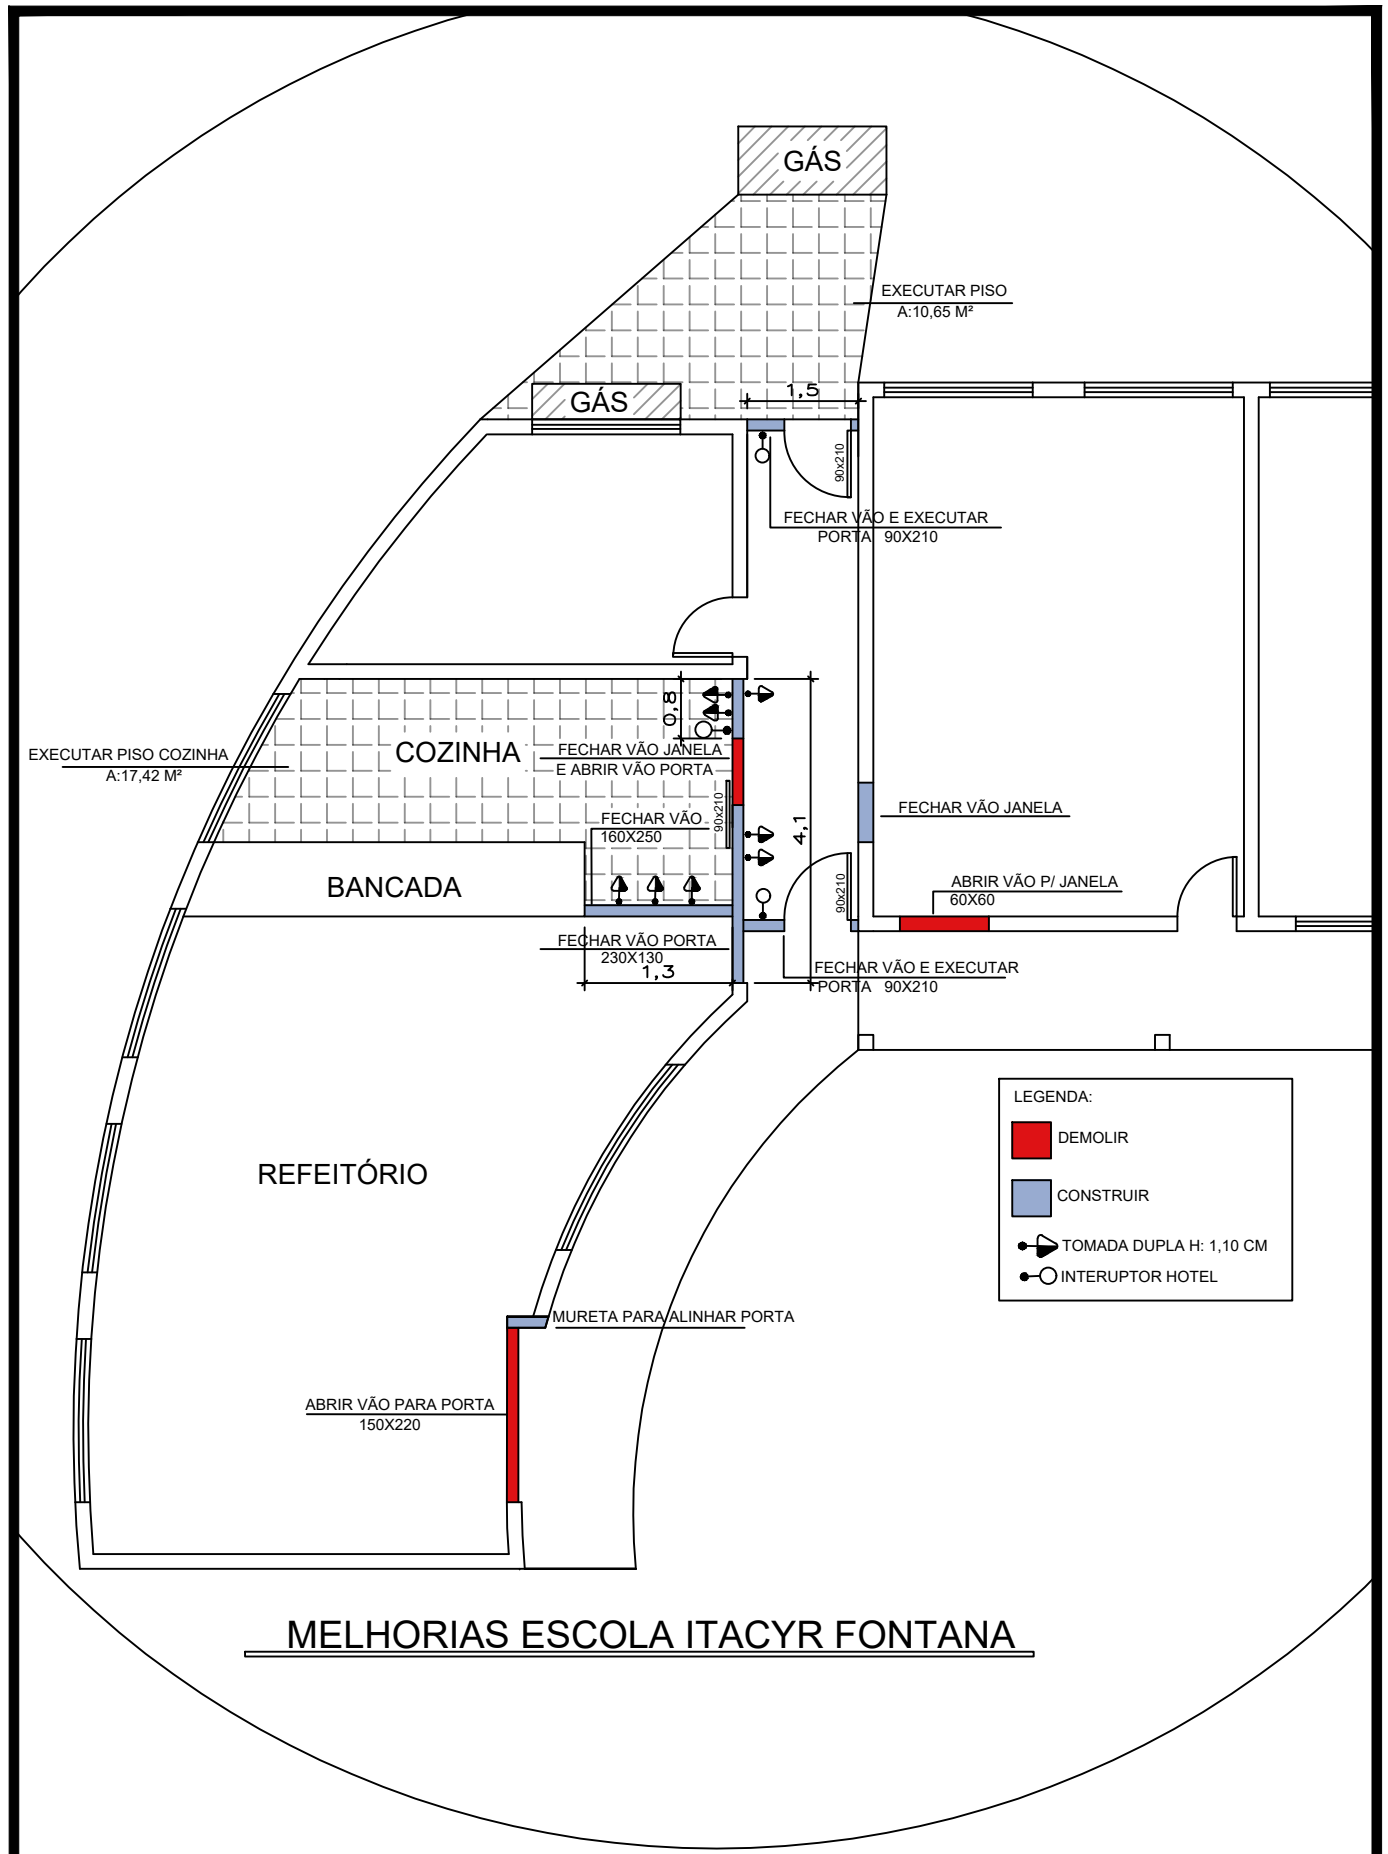 GÁS
EXECUTAR PISO
A:10,65 M²
GÁS
1,5
90x210
FECHAR VÃO E EXECUTAR
PORTA 90X210
0,8
COZINHA
FECHAR VÃO JANELA
E ABRIR VÃO PORTA
EXECUTAR PISO COZINHA
A:17,42 M²
90x210
FECHAR VÃO
160X250
4,1
FECHAR VÃO JANELA
BANCADA
90x210
ABRIR VÃO P/ JANELA
60X60
FECHAR VÃO PORTA
230X130
1,3
FECHAR VÃO E EXECUTAR
PORTA 90X210
LEGENDA:
DEMOLIR
CONSTRUIR
TOMADA DUPLA H: 1,10 CM
INTERUPTOR HOTEL
REFEITÓRIO
MURETA PARA ALINHAR PORTA
ABRIR VÃO PARA PORTA
150X220
MELHORIAS ESCOLA ITACYR FONTANA